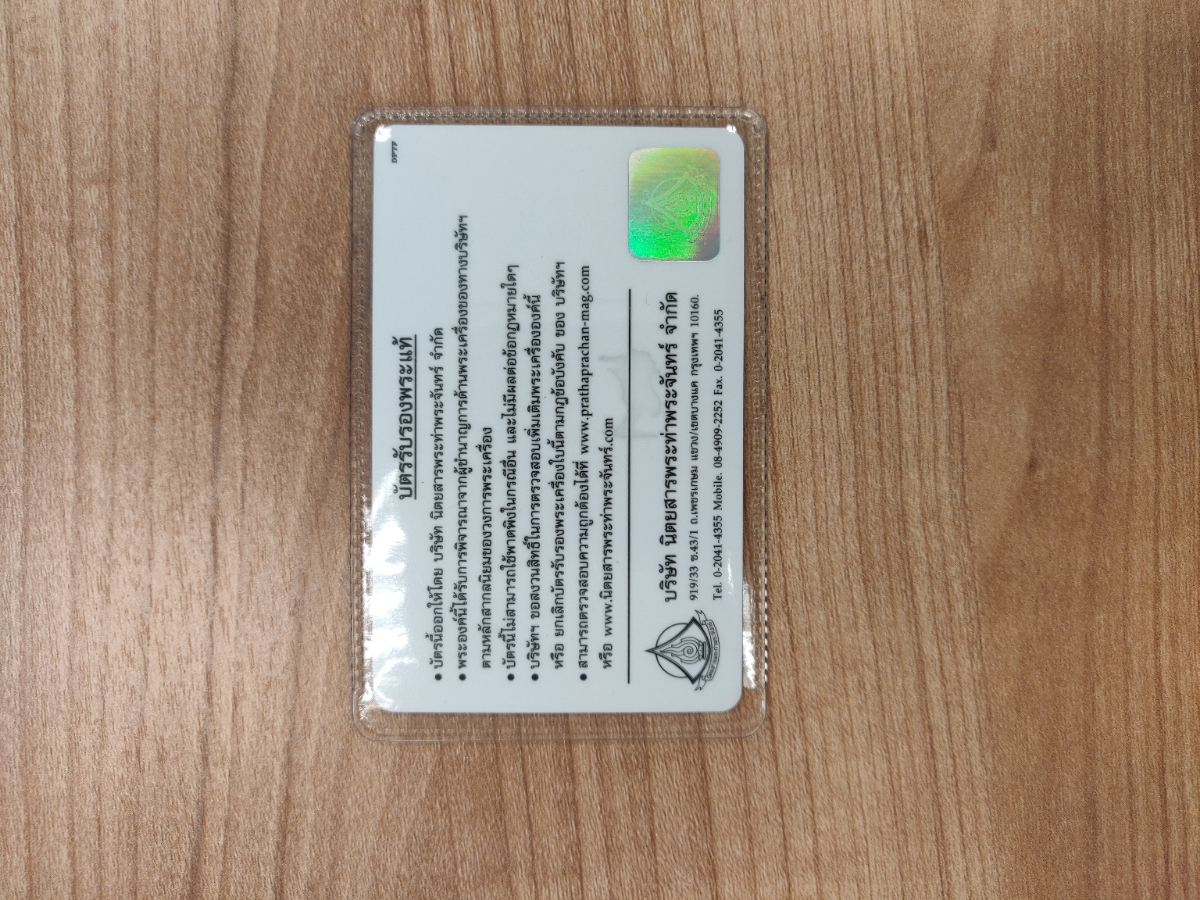 DPTP
บัตรรับรองพระแท้
• บัตรนี้ออกให้โดย บริษัท นิตยสารพระท่าพระจันทร์ จำกัด
• พระองค์นี้ได้รับการพิจารณาจากผู้ชำนาญการด้านพระเครื่องของทางบริษัทฯ
ตามหลักสากลนิยมของวงการพระเครื่อง
• บัตรนี้ไม่สามารถใช้พาดพิงในกรณีอื่น และไม่มีผลต่อข้อกฎหมายใดๆ
• บริษัทฯ ขอสงวนสิทธิ์ในการตรวจสอบเพิ่มเติมพระเครื่ององค์นี้
หรือ ยกเลิกบัตรรับรองพระเครื่องใบนี้ตามกฎข้อบังคับ ของ บริษัทฯ
• สามารถตรวจสอบความถูกต้องได้ที่ www.prathaprachan-mag.com
หรือ www.นิตยสารพระท่าพระจันทร์.com
บริษัท นิตยสารพระท่าพระจันทร์ จำกัด
919/33 ซ.43/1 ถ.เพชรเกษม แขวง/เขตบางแค กรุงเทพฯ 10160.
Tel. 0-2041-4355 Mobile. 08-4909-2252 Fax. 0-2041-4355